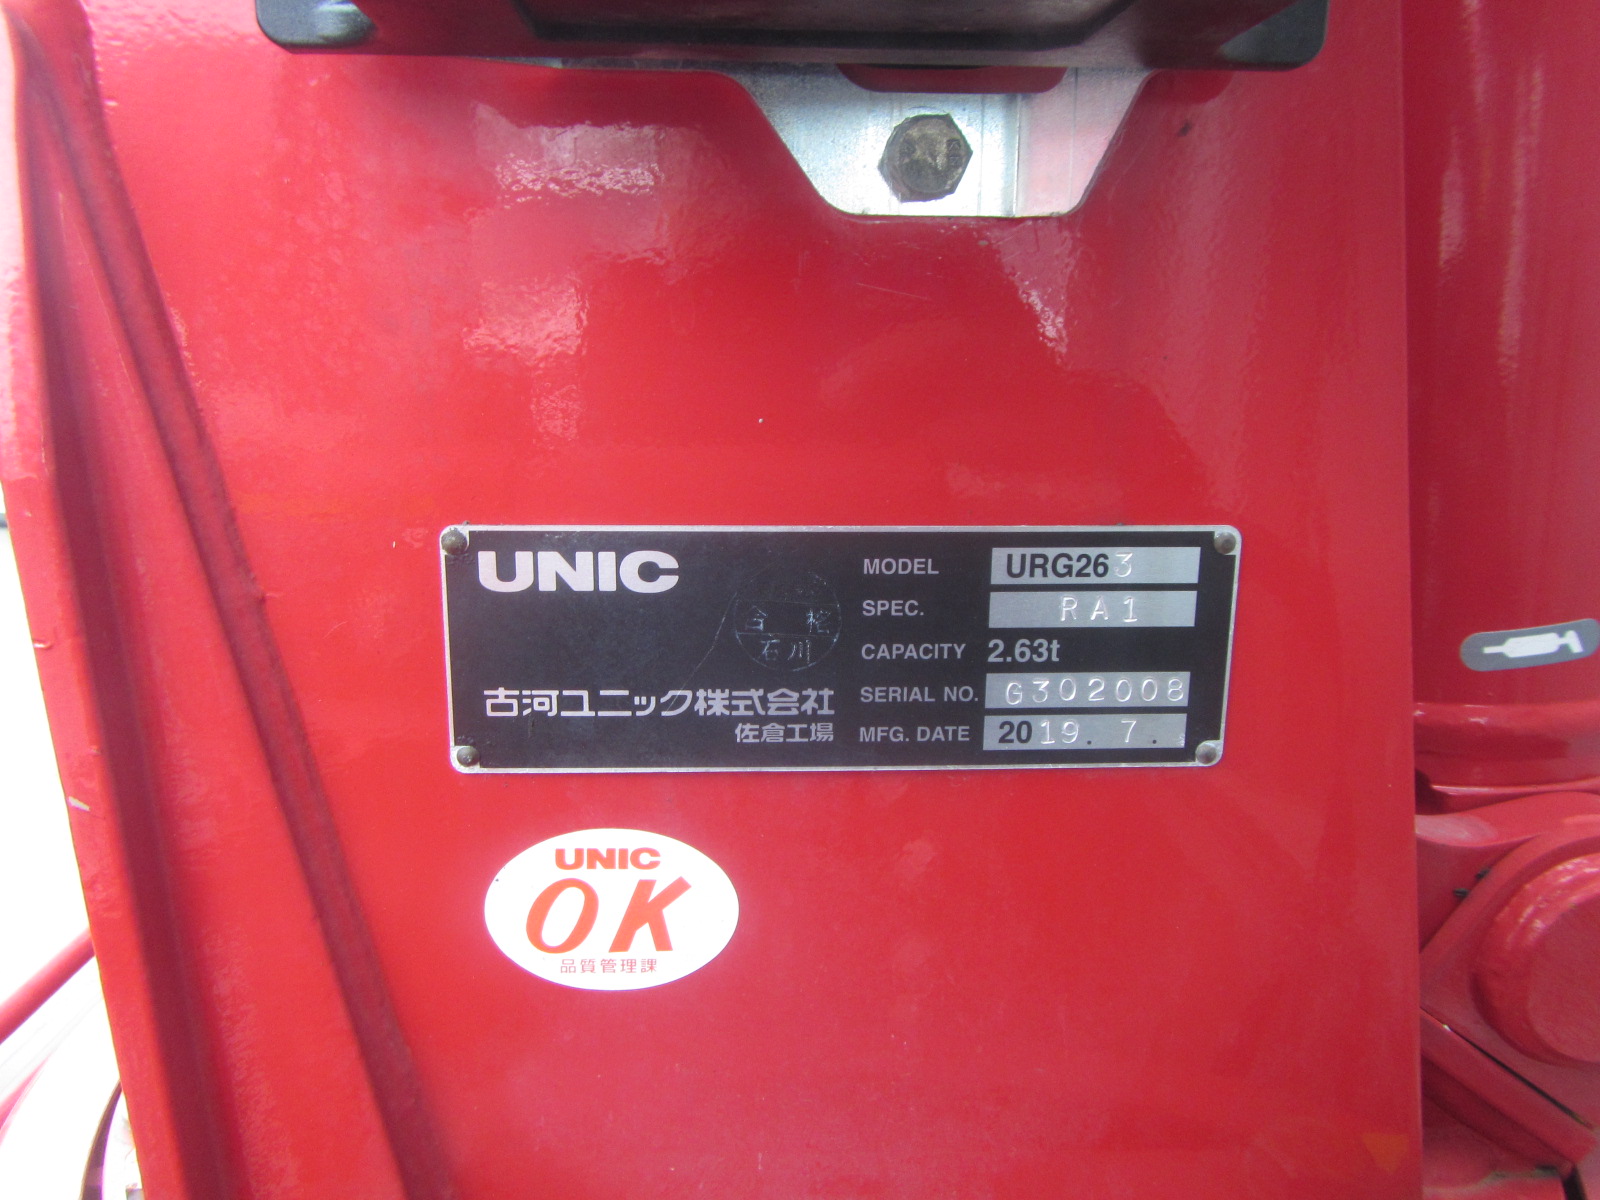 UNIC
合格
石川
古河ユニック株式会社
佐倉工場
MODEL URG263
SPEC. RA1
CAPACITY 2.63t
SERIAL NO. G302008
MFG. DATE 2019. 7.
UNIC
OK
品質管理課